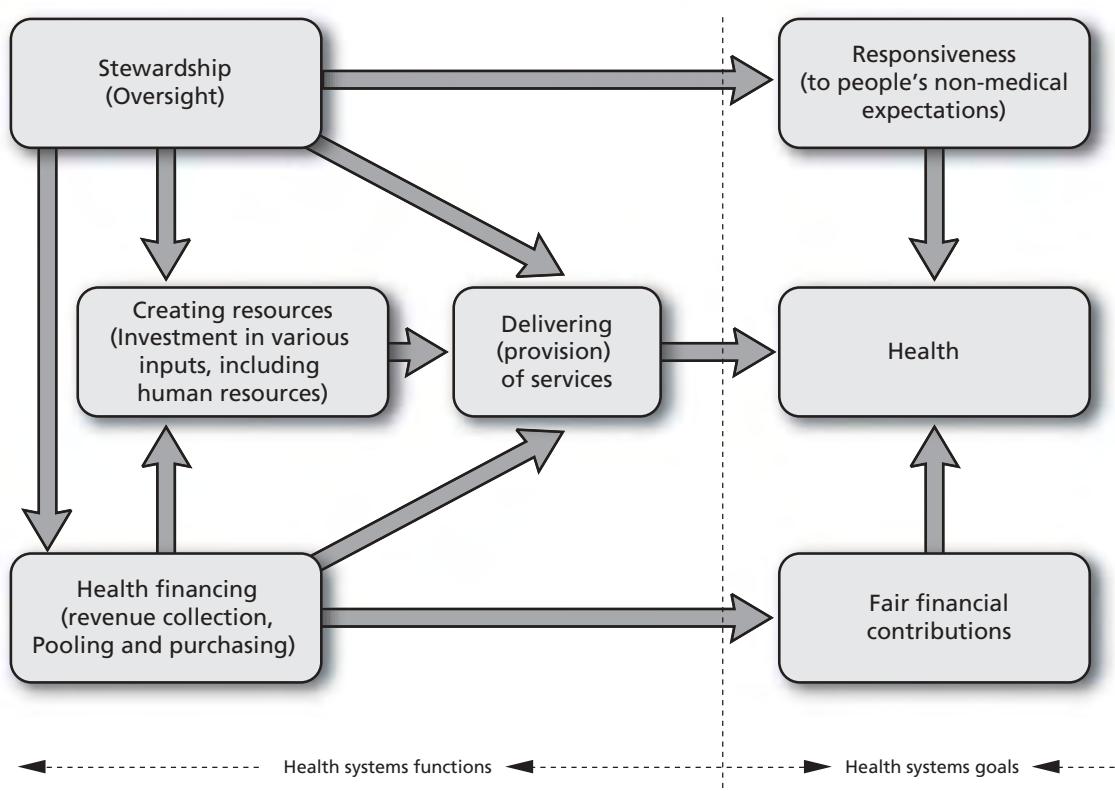 Stewardship
(Oversight)
Responsiveness
(to people’s non-medical
expectations)
Creating resources
(Investment in various
inputs, including
human resources)
Delivering
(provision)
of services
Health
Health financing
(revenue collection,
Pooling and purchasing)
Fair financial
contributions
Health systems functions
Health systems goals